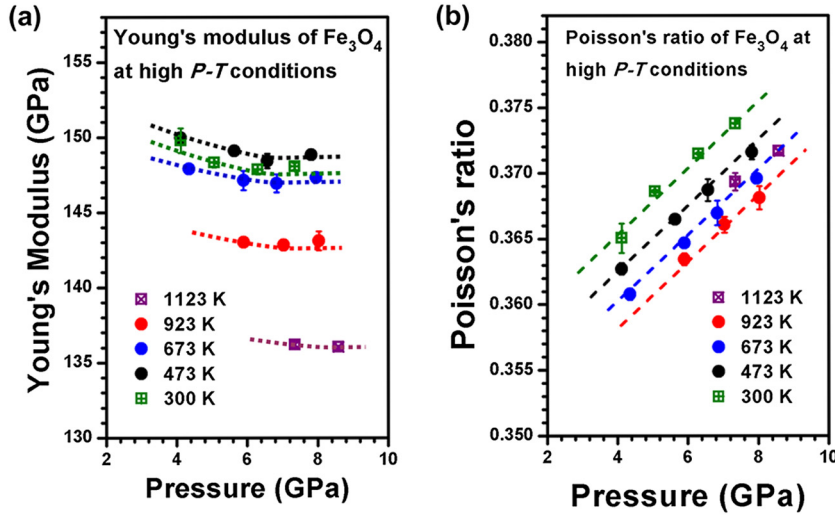 (a)
Young's modulus of Fe₃O₄
at high P-T conditions
Young's Modulus (GPa)
155
150
145
140
135
130
1123 K
923 K
673 K
473 K
300 K
2 4 6 8 10
Pressure (GPa)
(b)
Poisson's ratio of Fe₃O₄ at
high P-T conditions
Poisson's ratio
0.380
0.375
0.370
0.365
0.360
0.355
0.350
1123 K
923 K
673 K
473 K
300 K
2 4 6 8 10
Pressure (GPa)